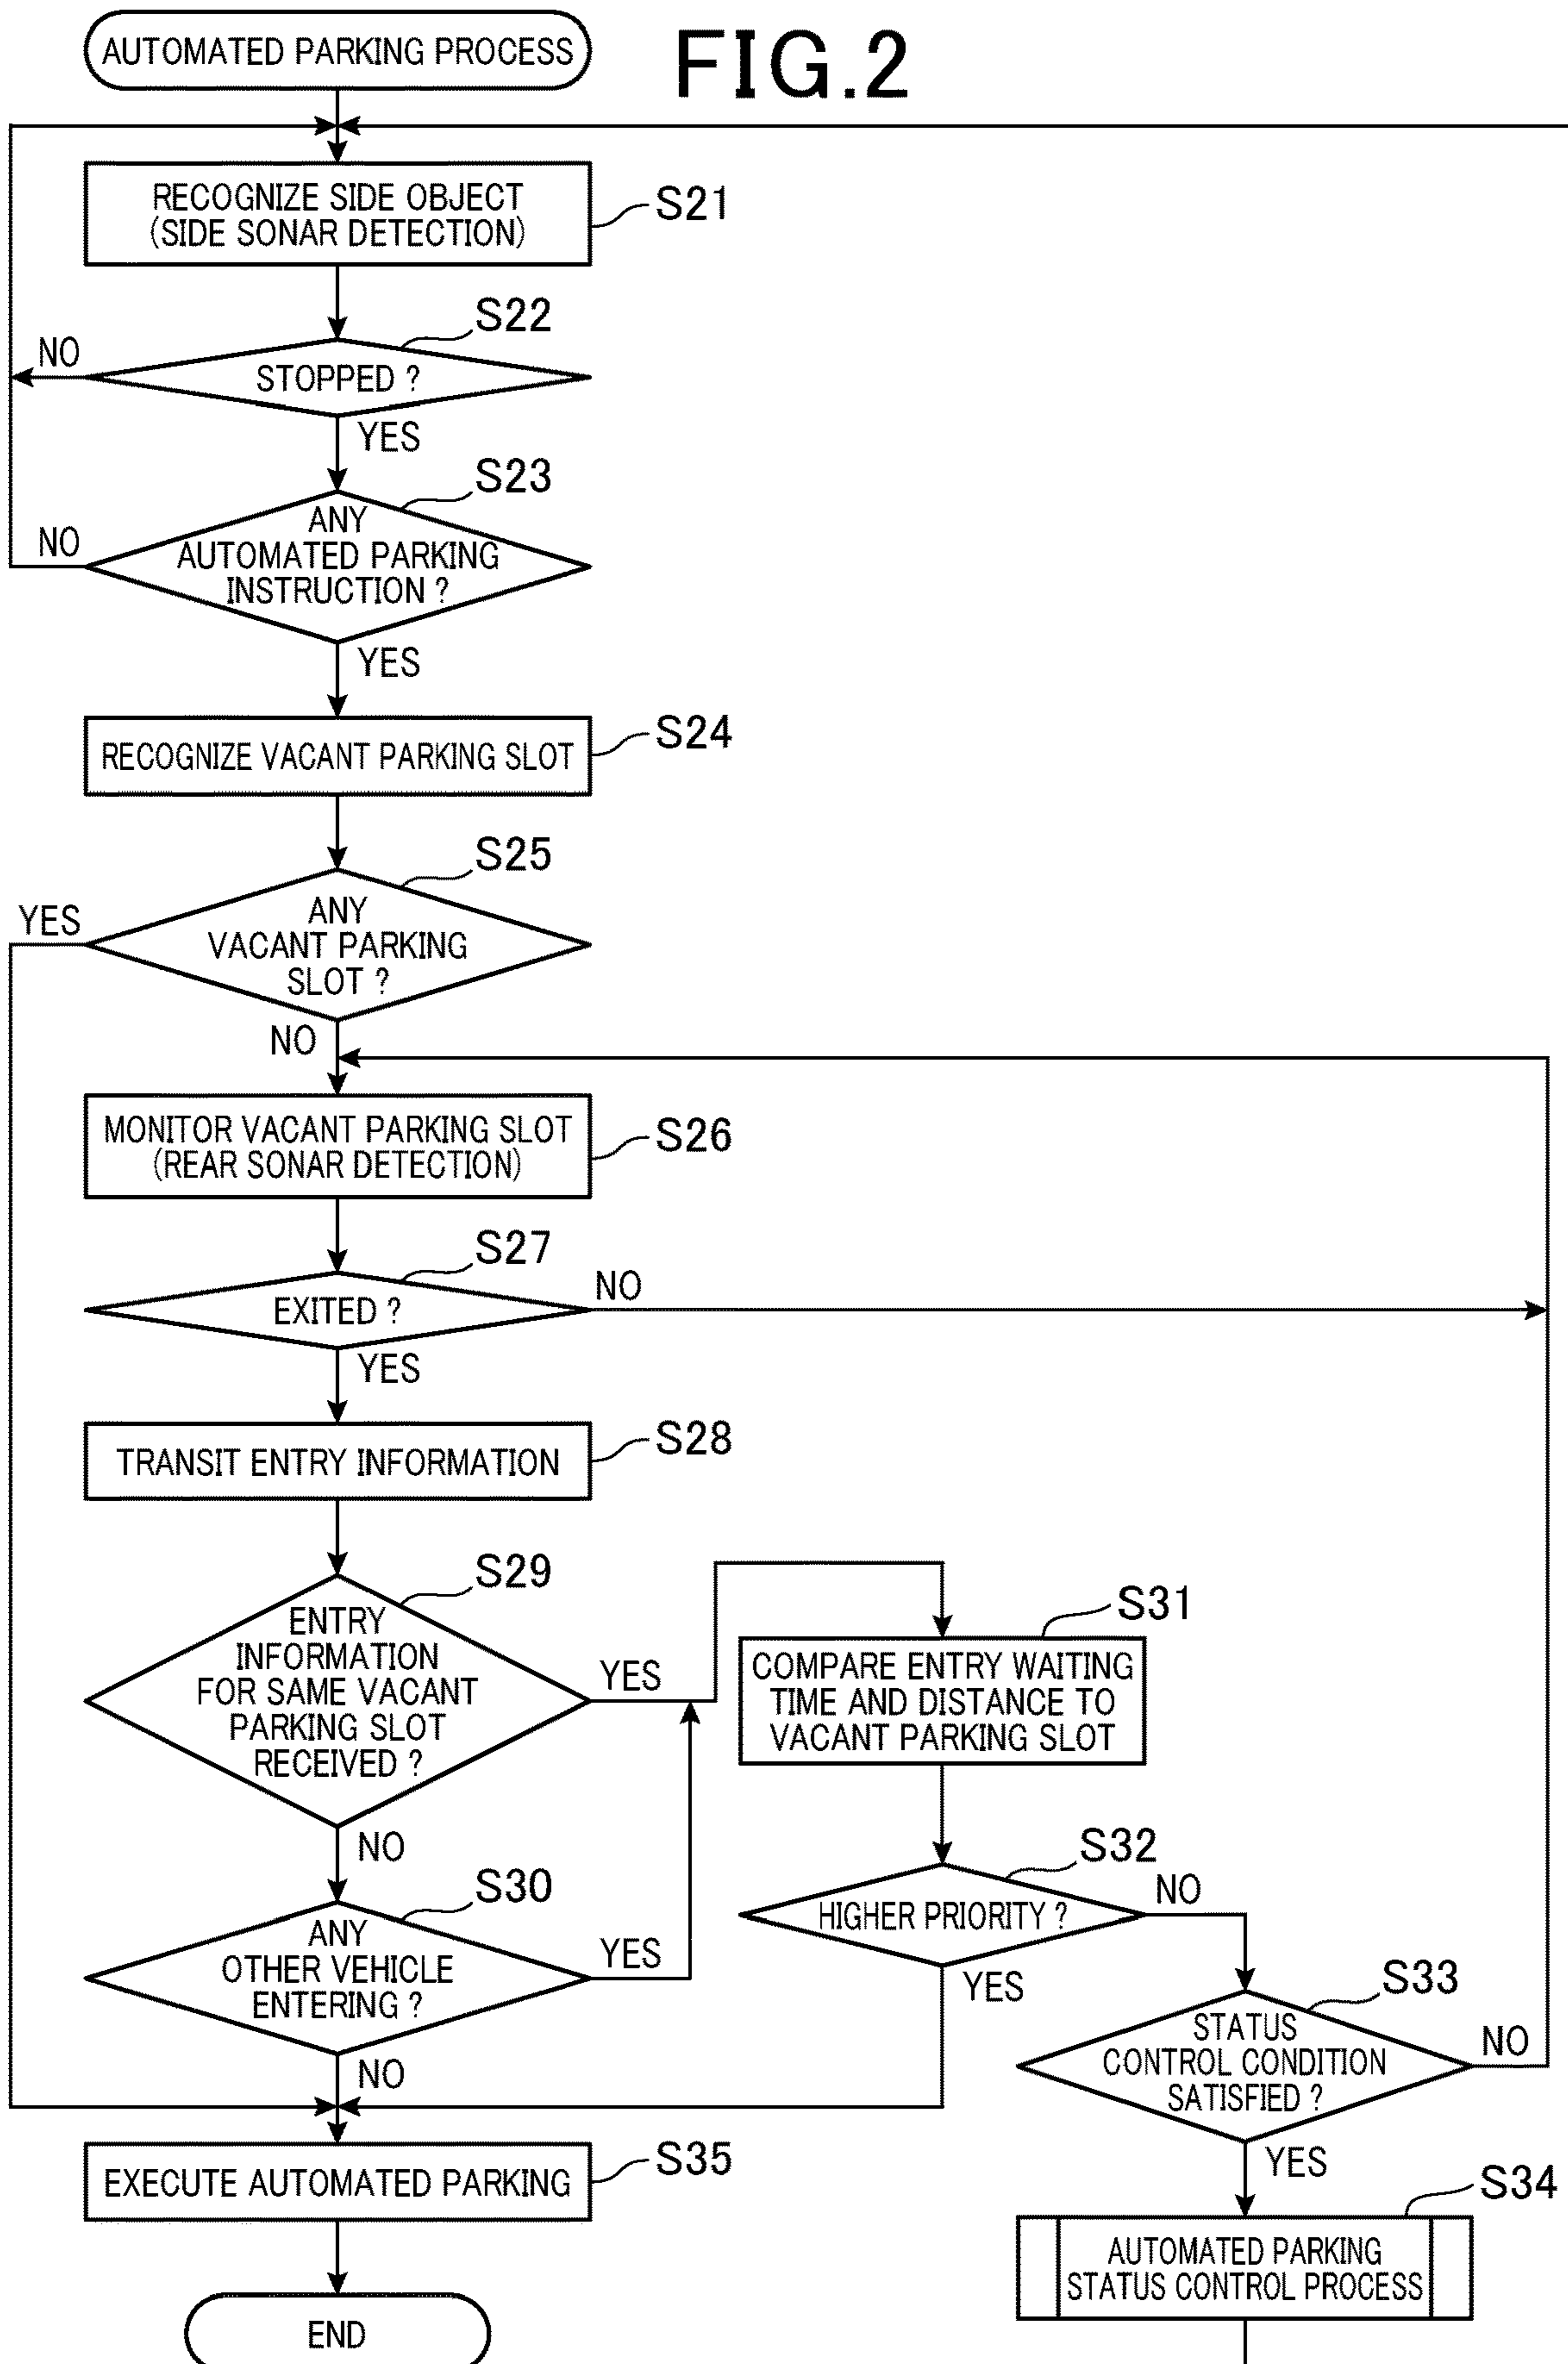 AUTOMATED PARKING PROCESS
FIG.2
RECOGNIZE SIDE OBJECT
(SIDE SONAR DETECTION)
S21
S22
NO
STOPPED ?
YES
S23
ANY
NO
AUTOMATED PARKING
INSTRUCTION ?
YES
RECOGNIZE VACANT PARKING SLOT
S24
S25
YES
ANY
VACANT PARKING
SLOT ?
NO
MONITOR VACANT PARKING SLOT
(REAR SONAR DETECTION)
S26
S27
EXITED ?
NO
YES
TRANSIT ENTRY INFORMATION
S28
S29
ENTRY
INFORMATION
FOR SAME VACANT
PARKING SLOT
RECEIVED ?
YES
NO
S31
COMPARE ENTRY WAITING
TIME AND DISTANCE TO
VACANT PARKING SLOT
S30
ANY
OTHER VEHICLE
ENTERING ?
YES
NO
S32
HIGHER PRIORITY ?
NO
YES
S33
STATUS
CONTROL CONDITION
SATISFIED ?
NO
YES
EXECUTE AUTOMATED PARKING
S35
S34
AUTOMATED PARKING
STATUS CONTROL PROCESS
END